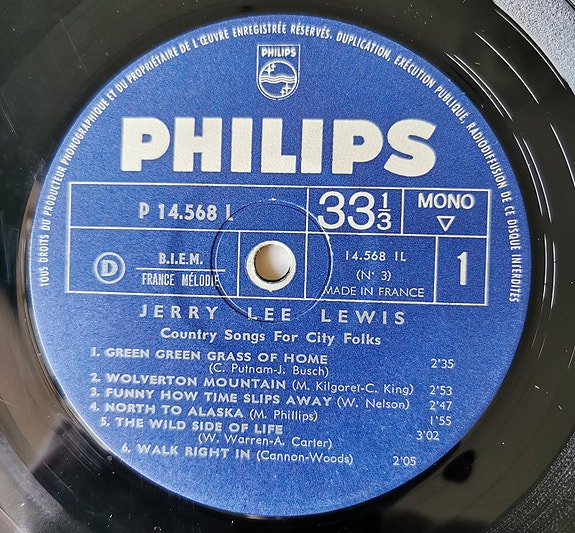 TOUS DROITS DU PRODUCTEUR PHONOGRAPHIQUE ET DU PROPRIÉTAIRE DE L'ŒUVRE ENREGISTRÉE RÉSERVÉS. DUPLICATION, EXÉCUTION PUBLIQUE, RADIODIFFUSION DE CE DISQUE INTERDITES
PHILIPS
PHILIPS
P 14.568 L
33 1/3
MONO
D
B.I.E.M.
FRANCE MÉLODIE
14.568 1L
(N° 3)
MADE IN FRANCE
1
JERRY LEE LEWIS
Country Songs For City Folks
1. GREEN GREEN GRASS OF HOME
(C. Putnam-J. Busch) 2'35
2. WOLVERTON MOUNTAIN (M. Kilgoret-C. King) 2'53
3. FUNNY HOW TIME SLIPS AWAY (W. Nelson) 2'47
4. NORTH TO ALASKA (M. Phillips) 1'55
5. THE WILD SIDE OF LIFE
(W. Warren-A. Carter) 3'02
6. WALK RIGHT IN (Cannon-Woods) 2'05